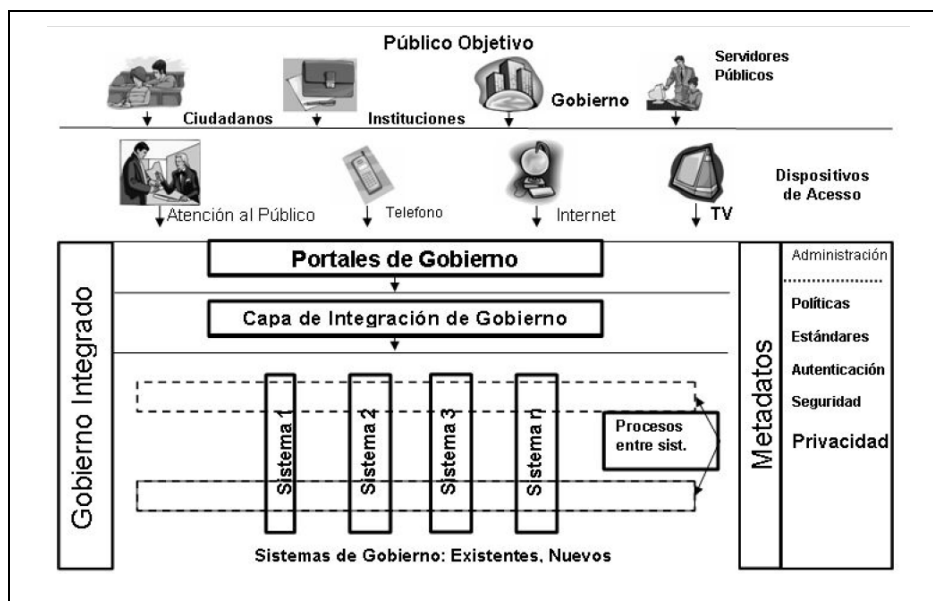 Público Objetivo
Servidores
Públicos
Ciudadanos
Instituciones
Gobierno
Dispositivos
de Acesso
Atención al Público
Telefono
Internet
TV
Gobierno Integrado
Portales de Gobierno
Capa de Integración de Gobierno
Sistema 1
Sistema 2
Sistema 3
Sistema n
Procesos
entre sist.
Sistemas de Gobierno: Existentes, Nuevos
Metadatos
Administración
Políticas
Estándares
Autenticación
Seguridad
Privacidad